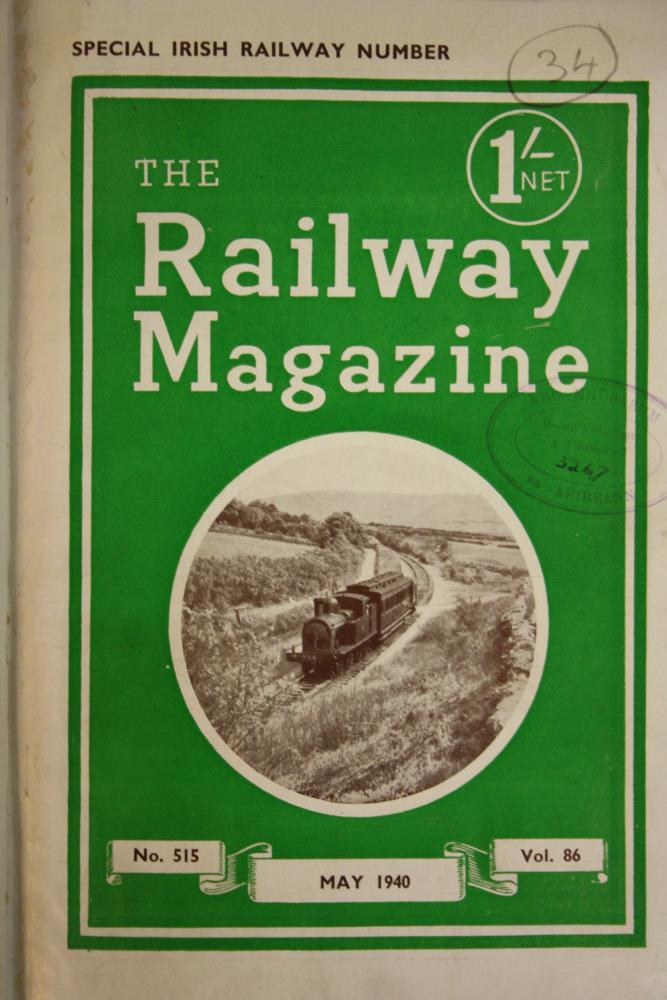 SPECIAL IRISH RAILWAY NUMBER
34
THE
1/-
NET
Railway
Magazine
3267
No. 515
MAY 1940
Vol. 86